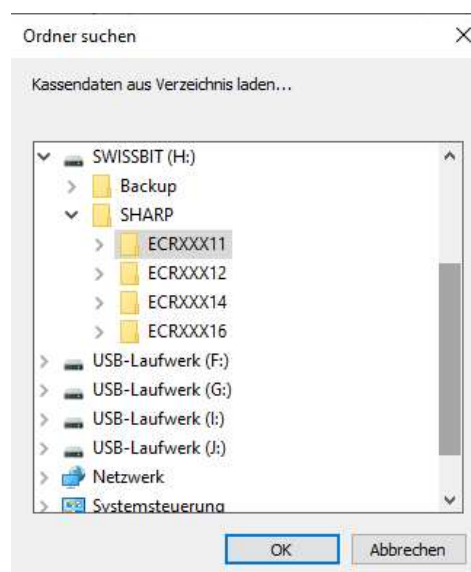 Ordner suchen
Kassendaten aus Verzeichnis laden...
SWISSBIT (H:)
Backup
SHARP
ECRXXX11
ECRXXX12
ECRXXX14
ECRXXX16
USB-Laufwerk (F:)
USB-Laufwerk (G:)
USB-Laufwerk (I:)
USB-Laufwerk (J:)
Netzwerk
Systemsteuerung
OK Abbrechen